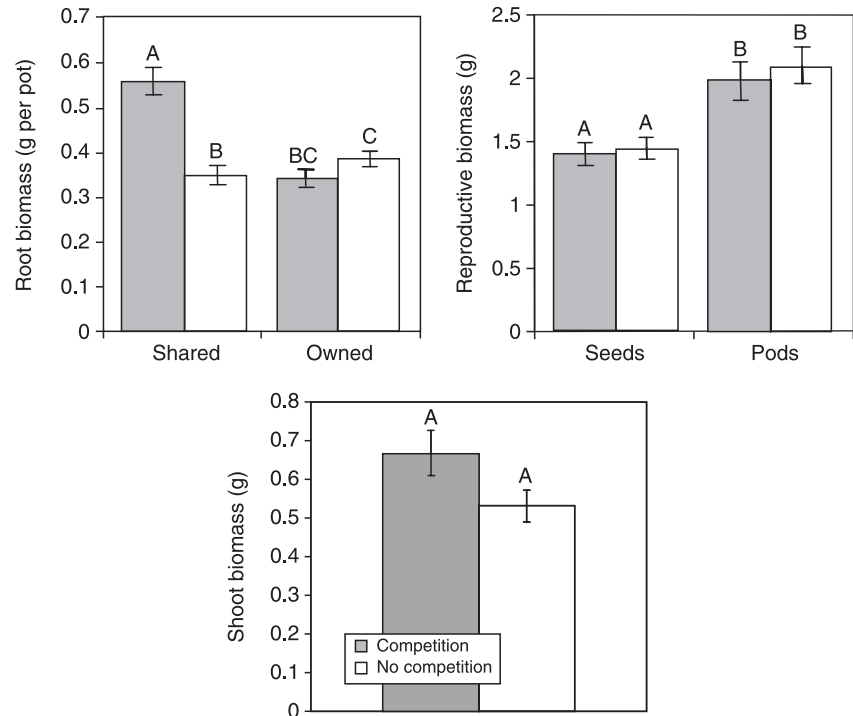 Root biomass (g per pot)
0.7
0.6
0.5
0.4
0.3
0.2
0.1
0
A
B
BC
C
Shared
Owned
Reproductive biomass (g)
2.5
2
1.5
1
0.5
0
A
A
B
B
Seeds
Pods
Shoot biomass (g)
0.8
0.7
0.6
0.5
0.4
0.3
0.2
0.1
0
A
A
Competition
No competition